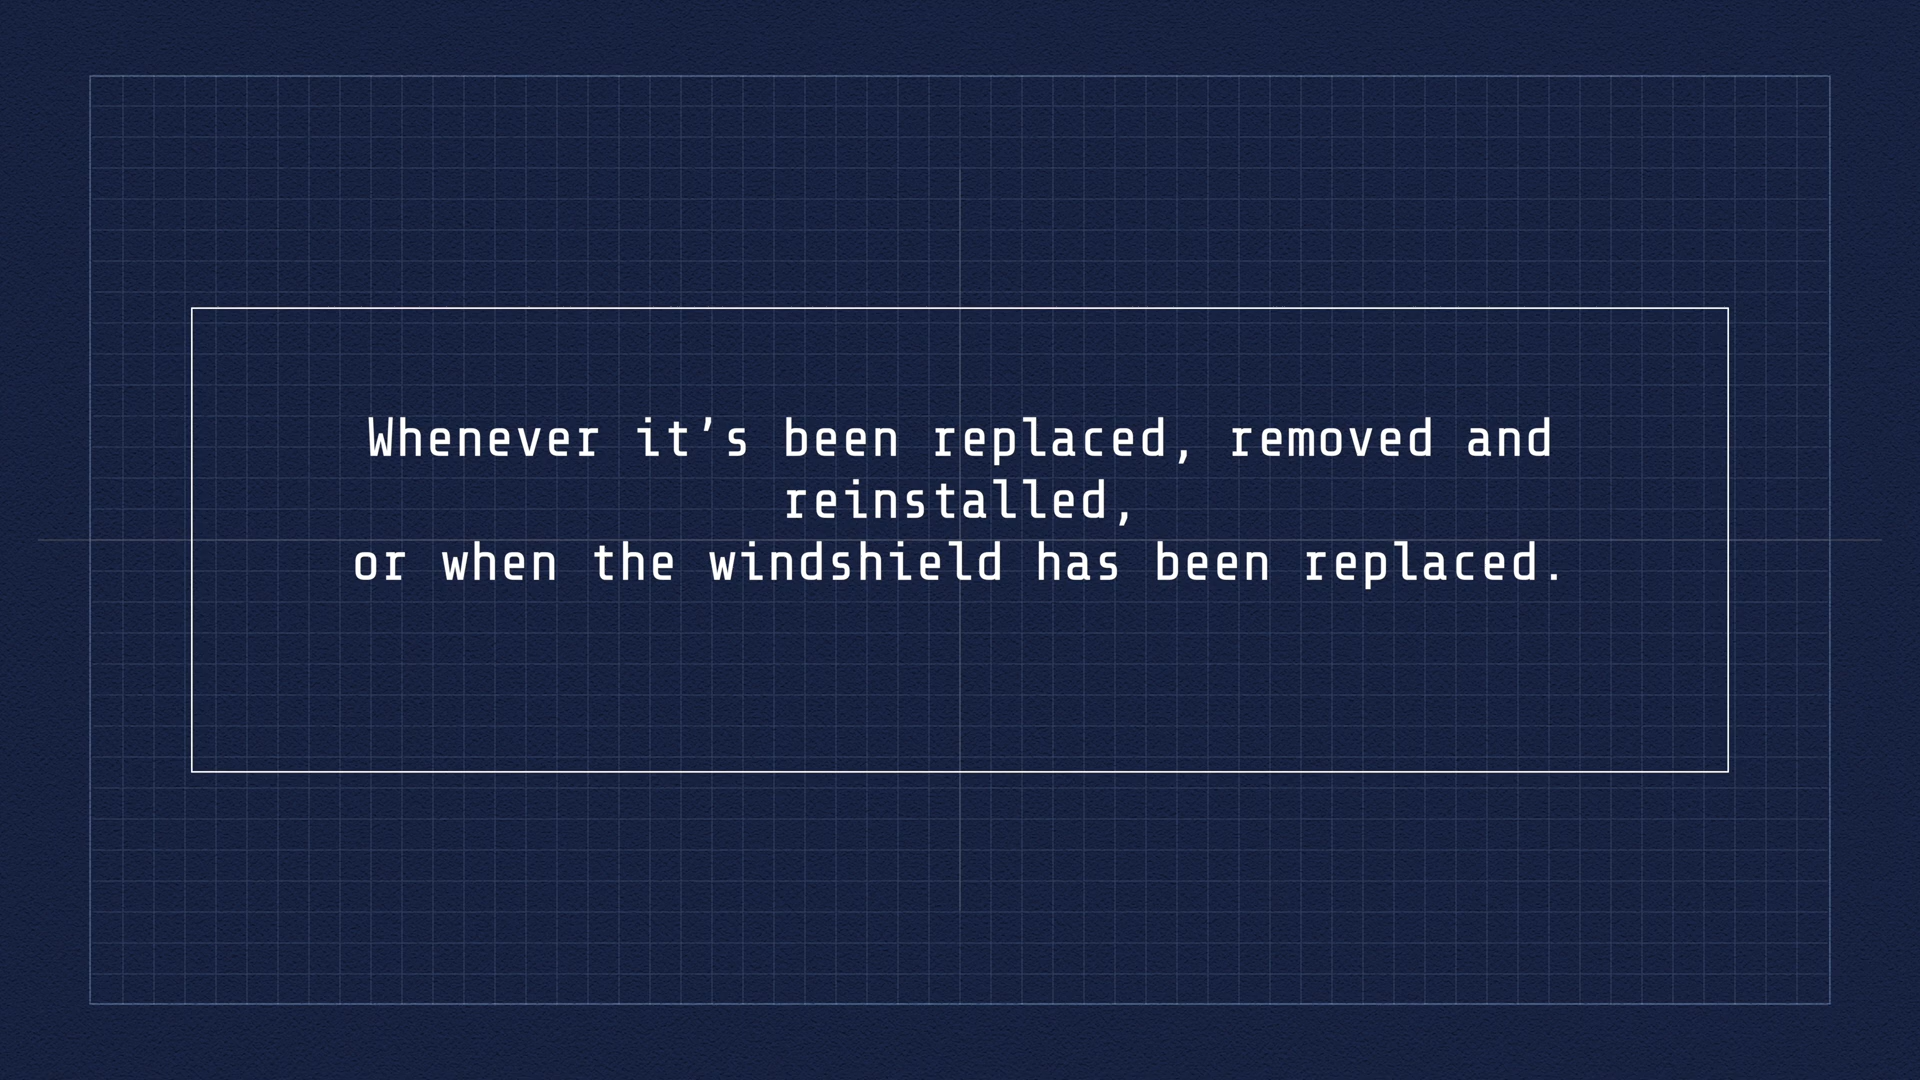 Whenever it’s been replaced, removed and
reinstalled,
or when the windshield has been replaced.